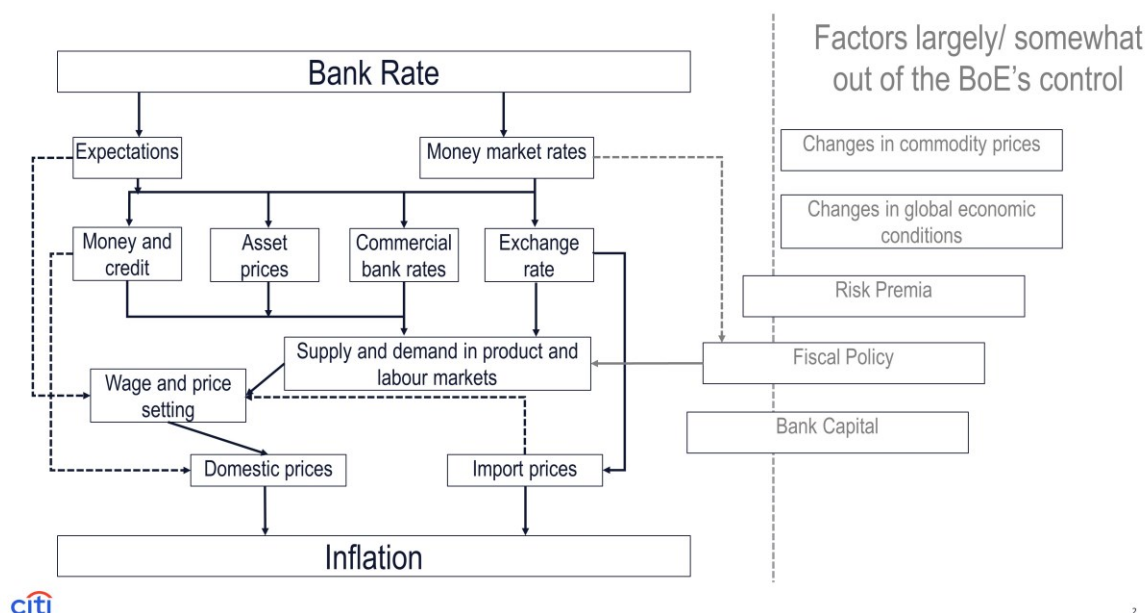 Factors largely/ somewhat
out of the BoE's control
Bank Rate
Expectations
Money market rates
Changes in commodity prices
Money and
credit
Asset
prices
Commercial
bank rates
Exchange
rate
Changes in global economic
conditions
Risk Premia
Supply and demand in product and
labour markets
Fiscal Policy
Wage and price
setting
Bank Capital
Domestic prices
Import prices
Inflation
citi
2